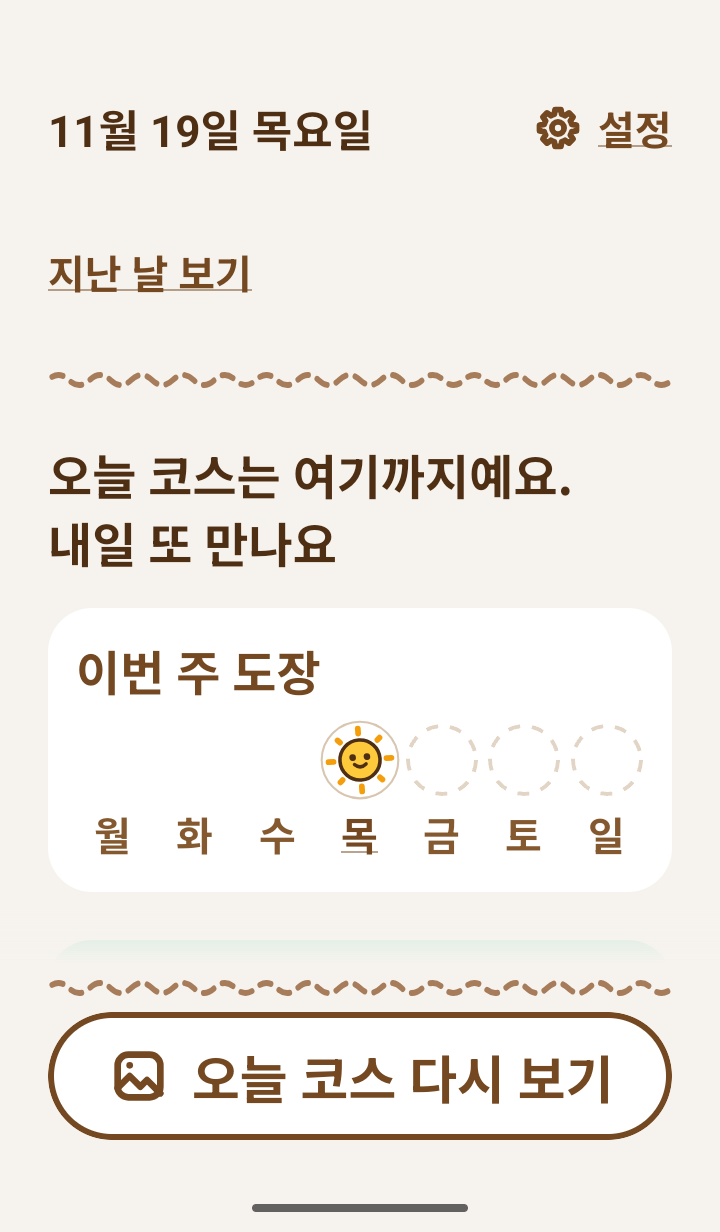 11월 19일 목요일
설정
지난 날 보기
오늘 코스는 여기까지예요.
내일 또 만나요
이번 주 도장
월 화 수 목 금 토 일
오늘 코스 다시 보기